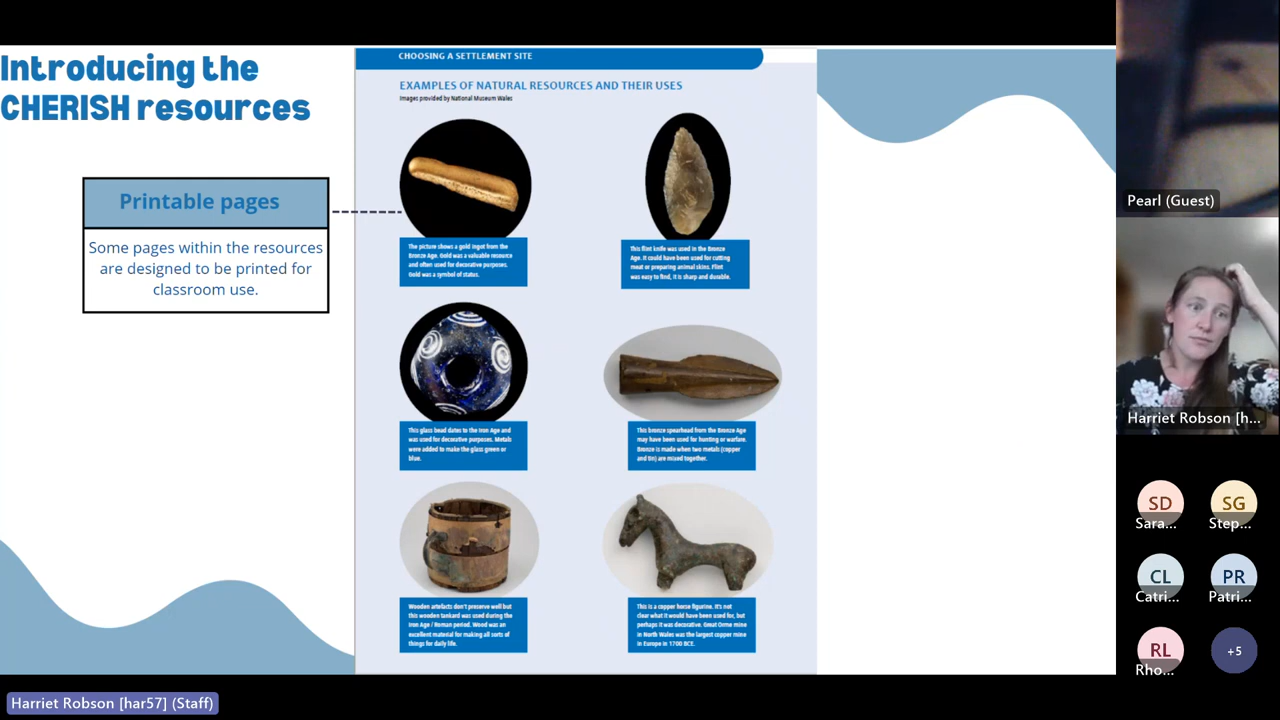 Introducing the
CHERISH resources
Printable pages
Some pages within the resources
are designed to be printed for
classroom use.
CHOOSING A SETTLEMENT SITE
EXAMPLES OF NATURAL RESOURCES AND THEIR USES
Images provided by National Museum Wales
The picture shows a gold ingot from the
Bronze Age. Gold was a valuable resource
and often used for decorative purposes.
Gold was a symbol of status.
This flint knife was used in the Bronze
Age. It could have been used for cutting
meat or preparing animal skins. Flint
was easy to find, it is sharp and durable.
This glass bead dates to the Iron Age and
was used for decorative purposes. Metals
were added to make the glass green or
blue.
This bronze spearhead from the Bronze Age
may have been used for hunting or warfare.
Bronze is made when two metals (copper
and tin) are mixed together.
Wooden artefacts don't preserve well but
this wooden tankard was used during the
Iron Age / Roman period. Wood was an
excellent material for making all sorts of
things for daily life.
This is a copper horse figurine. It's not
clear what it would have been used for, but
perhaps it was decorative. Great Orme mine
in North Wales was the largest copper mine
in Europe in 1700 BCE.
Pearl (Guest)
Harriet Robson [h...
SD
Sara...
SG
Step...
CL
Catri...
PR
Patri...
RL
Rho...
+5
Harriet Robson [har57] (Staff)